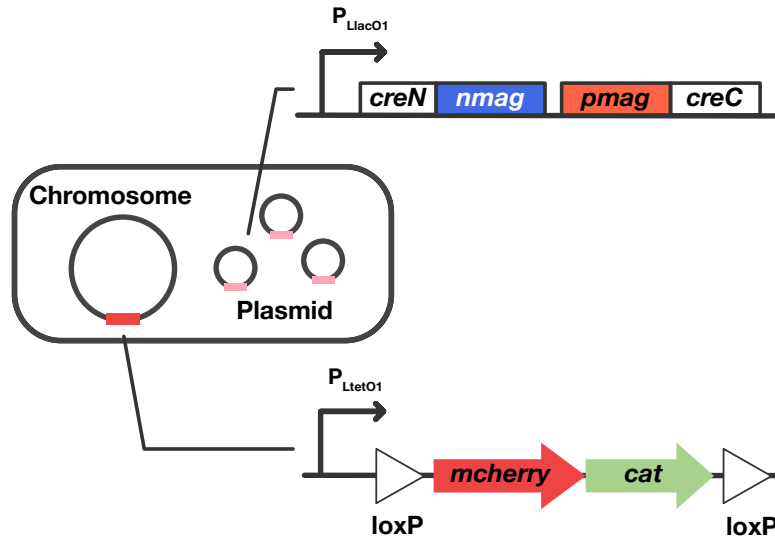 PLlacO1
creN nmag pmag creC
Chromosome
Plasmid
PLtetO1
mcherry cat
loxP loxP